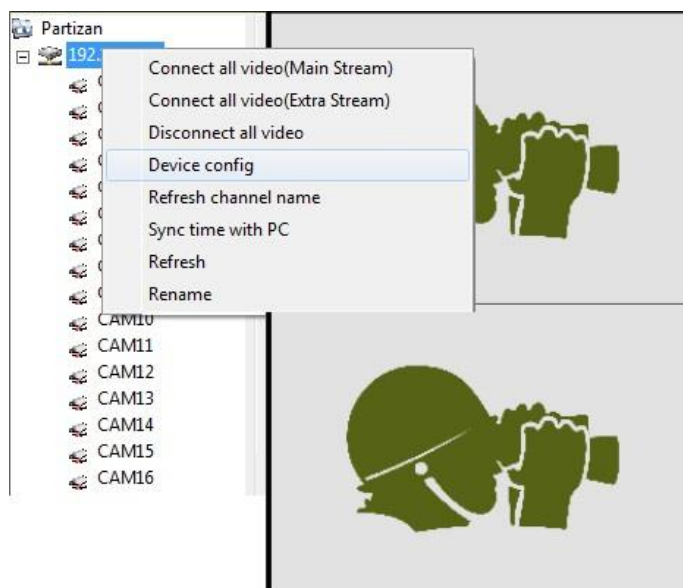 Partizan
192.
Connect all video(Main Stream)
Connect all video(Extra Stream)
Disconnect all video
Device config
Refresh channel name
Sync time with PC
Refresh
Rename
CAM10
CAM11
CAM12
CAM13
CAM14
CAM15
CAM16